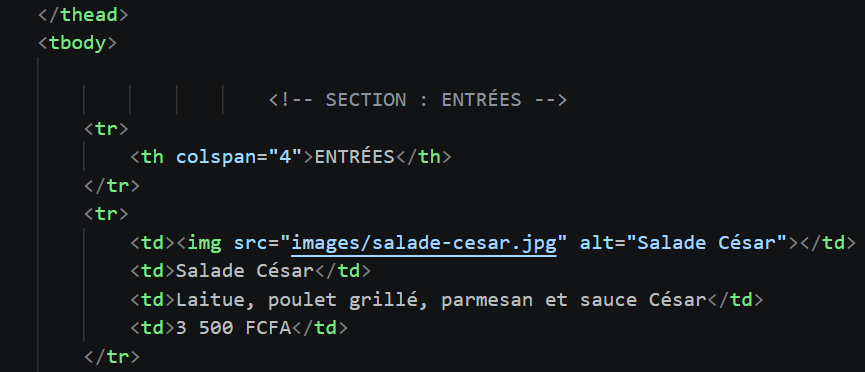 </thead>
<tbody>
<!-- SECTION : ENTRÉES -->
<tr>
<th colspan="4">ENTRÉES</th>
</tr>
<tr>
<td><img src="images/salade-cesar.jpg" alt="Salade César"></td>
<td>Salade César</td>
<td>Laitue, poulet grillé, parmesan et sauce César</td>
<td>3 500 FCFA</td>
</tr>